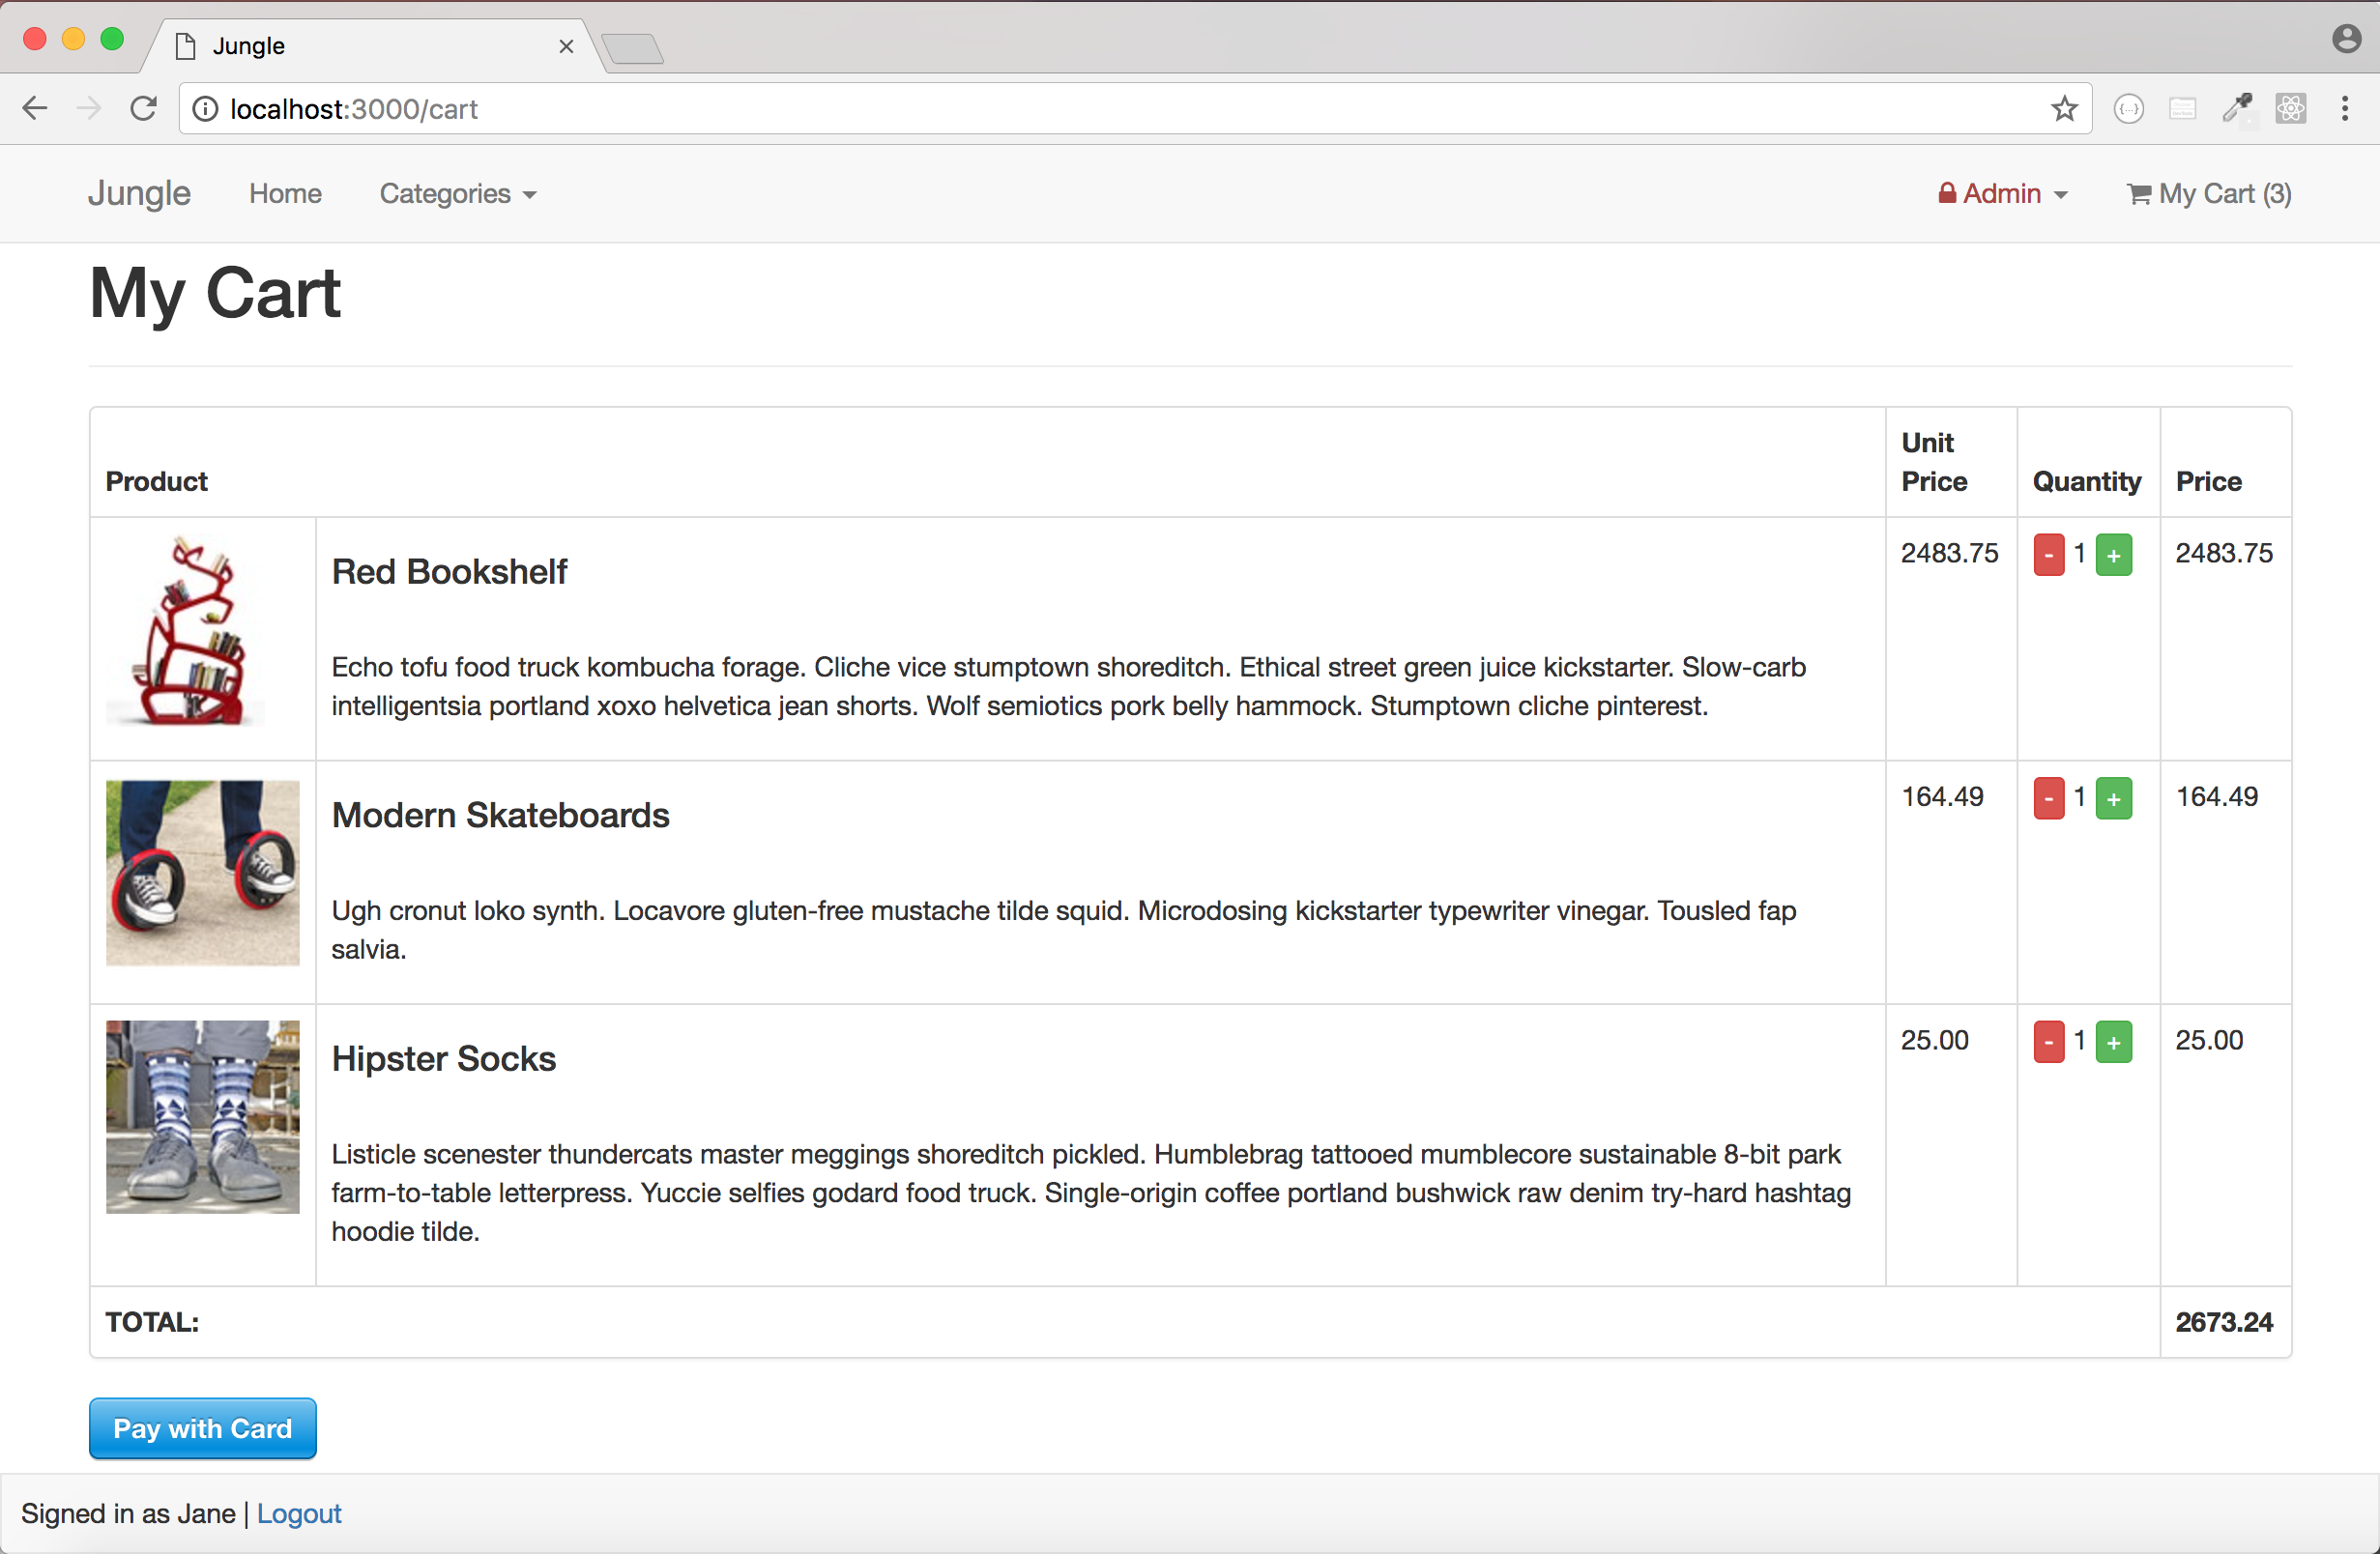 Jungle
localhost:3000/cart
Jungle Home Categories Admin My Cart (3)
My Cart
Product Unit Price Quantity Price
Red Bookshelf 2483.75 - 1 + 2483.75
Echo tofu food truck kombucha forage. Cliche vice stumptown shoreditch. Ethical street green juice kickstarter. Slow-carb
intelligentsia portland xoxo helvetica jean shorts. Wolf semiotics pork belly hammock. Stumptown cliche pinterest.
Modern Skateboards 164.49 - 1 + 164.49
Ugh cronut loko synth. Locavore gluten-free mustache tilde squid. Microdosing kickstarter typewriter vinegar. Tousled fap
salvia.
Hipster Socks 25.00 - 1 + 25.00
Listicle scenester thundercats master meggings shoreditch pickled. Humblebrag tattooed mumblecore sustainable 8-bit park
farm-to-table letterpress. Yuccie selfies godard food truck. Single-origin coffee portland bushwick raw denim try-hard hashtag
hoodie tilde.
TOTAL: 2673.24
Pay with Card
Signed in as Jane | Logout